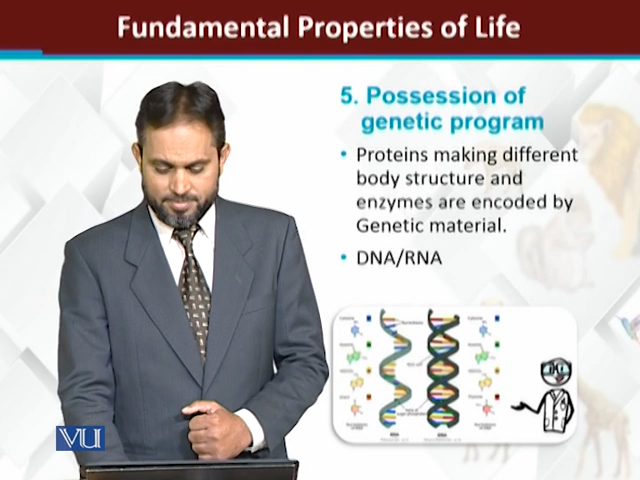 Fundamental Properties of Life
5. Possession of
genetic program
• Proteins making different
body structure and
enzymes are encoded by
Genetic material.
• DNA/RNA
VU